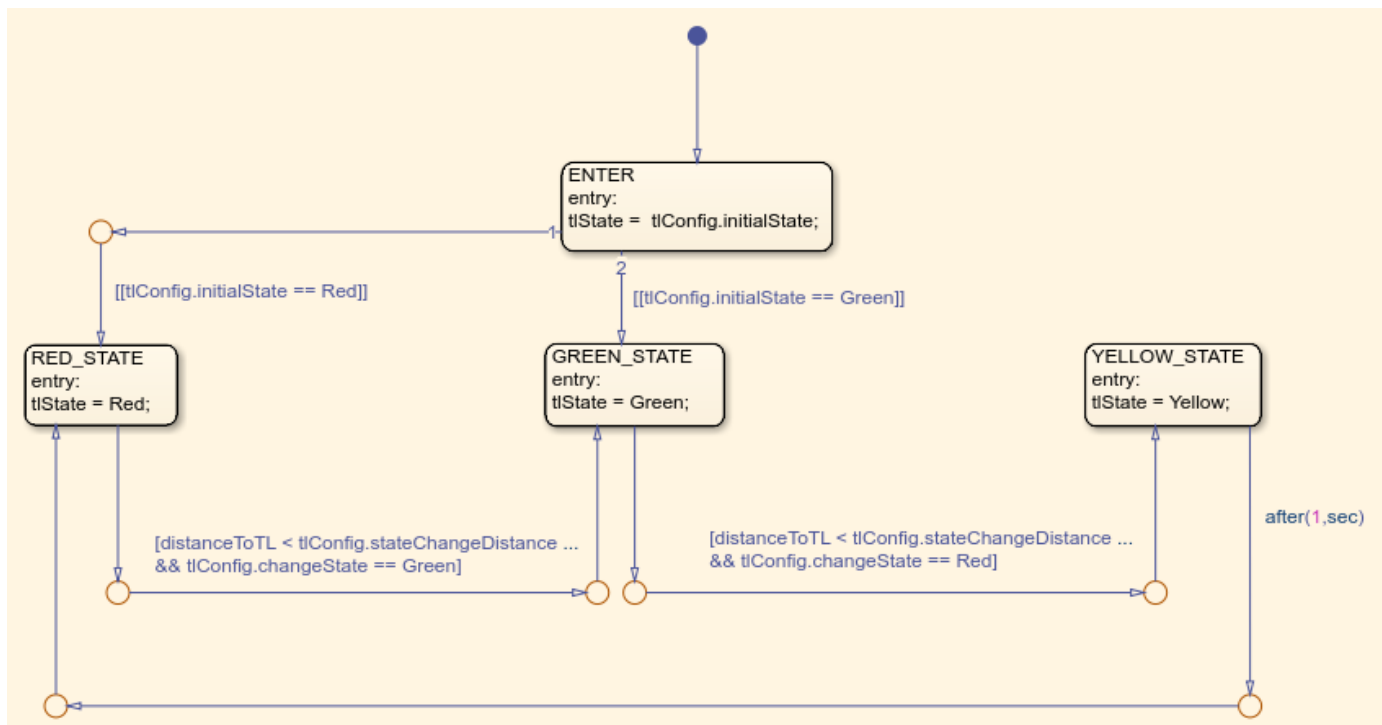 ENTER
entry:
tlState =  tlConfig.initialState;
1
2
[[tlConfig.initialState == Red]]
[[tlConfig.initialState == Green]]
RED_STATE
entry:
tlState = Red;
GREEN_STATE
entry:
tlState = Green;
YELLOW_STATE
entry:
tlState = Yellow;
[distanceToTL < tlConfig.stateChangeDistance ...
&& tlConfig.changeState == Green]
[distanceToTL < tlConfig.stateChangeDistance ...
&& tlConfig.changeState == Red]
after(1,sec)